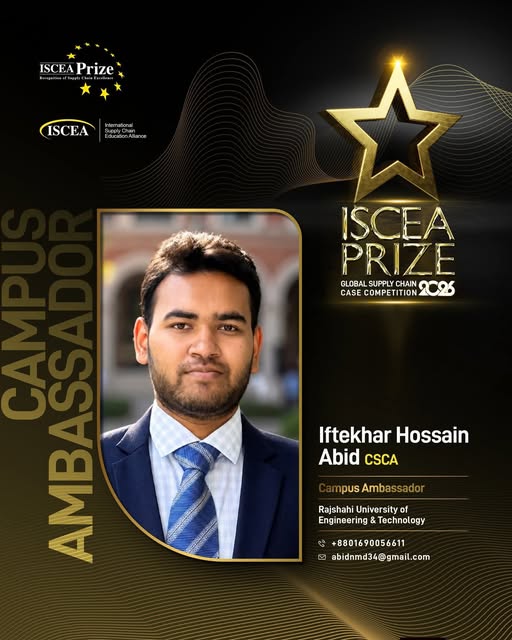 ISCEA Prize
Recognition of Supply Chain Excellence
ISCEA
International
Supply Chain
Education Alliance
ISCEA
PRIZE
GLOBAL SUPPLY CHAIN
CASE COMPETITION 2026
CAMPUS
AMBASSADOR
Iftekhar Hossain
Abid CSCA
Campus Ambassador
Rajshahi University of
Engineering & Technology
+8801690056611
abidnmd34@gmail.com